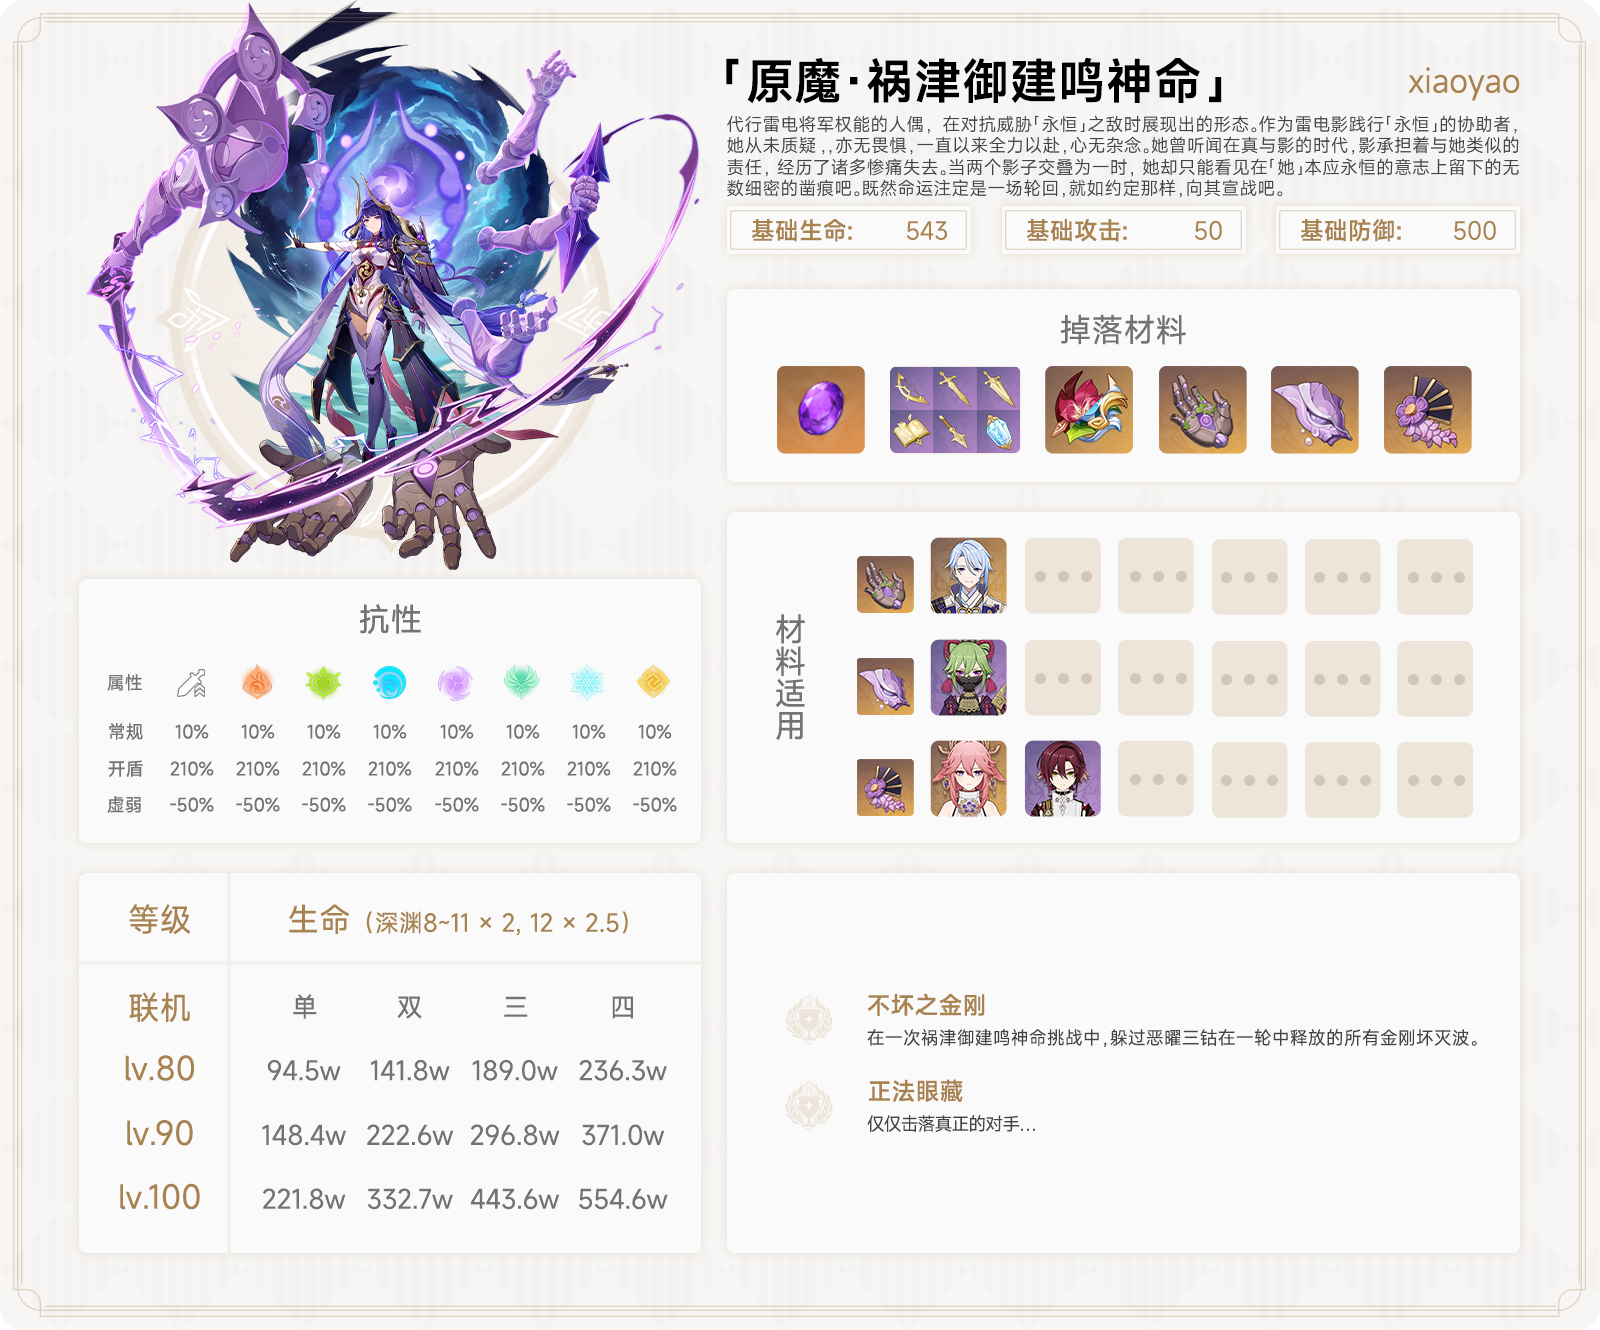 「原魔·祸津御建鸣神命」
xiaoyao
代行雷电将军权能的人偶，在对抗威胁「永恒」之敌时展现出的形态。作为雷电影践行「永恒」的协助者，
她从未质疑，,亦无畏惧，一直以来全力以赴，心无杂念。她曾听闻在真与影的时代，影承担着与她类似的
责任，经历了诸多惨痛失去。当两个影子交叠为一时，她却只能看见在「她」本应永恒的意志上留下的无
数细密的凿痕吧。既然命运注定是一场轮回，就如约定那样，向其宣战吧。
基础生命: 543
基础攻击: 50
基础防御: 500
掉落材料
材料适用
抗性
属性
常规 10% 10% 10% 10% 10% 10% 10% 10%
开盾 210% 210% 210% 210% 210% 210% 210% 210%
虚弱 -50% -50% -50% -50% -50% -50% -50% -50%
等级 生命（深渊8~11 × 2, 12 × 2.5）
联机 单 双 三 四
lv.80 94.5w 141.8w 189.0w 236.3w
lv.90 148.4w 222.6w 296.8w 371.0w
lv.100 221.8w 332.7w 443.6w 554.6w
不坏之金刚
在一次祸津御建鸣神命挑战中，躲过恶曜三钴在一轮中释放的所有金刚坏灭波。
正法眼藏
仅仅击落真正的对手...